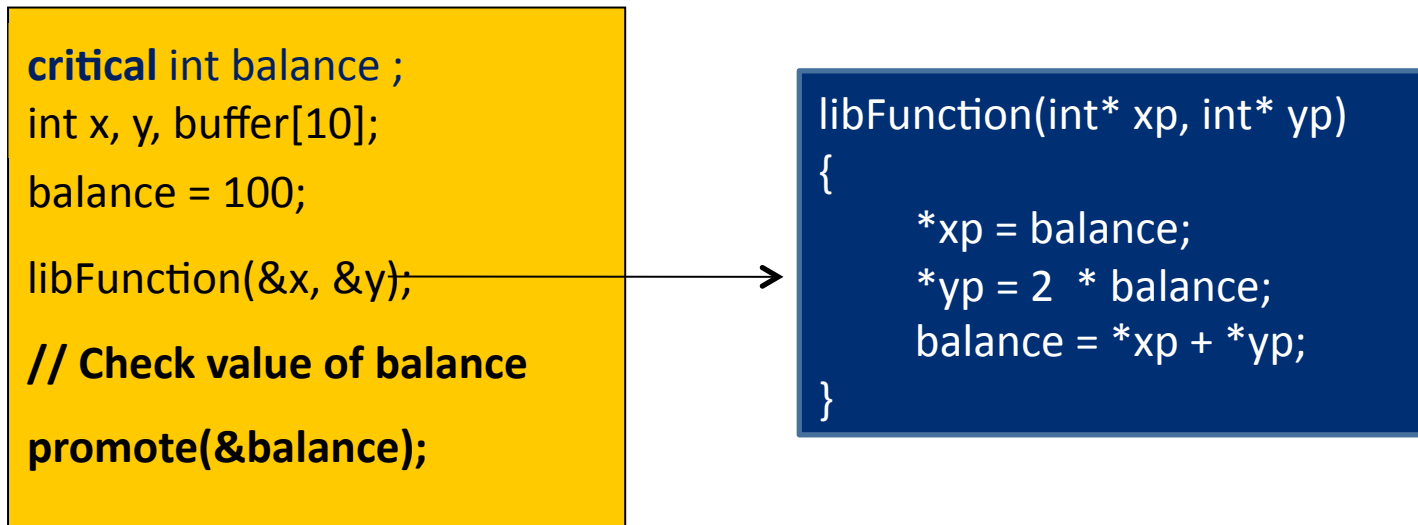 critical int balance ;
int x, y, buffer[10];
balance = 100;
libFunction(&x, &y);
// Check value of balance
promote(&balance);
libFunction(int* xp, int* yp)
{
*xp = balance;
*yp = 2 * balance;
balance = *xp + *yp;
}